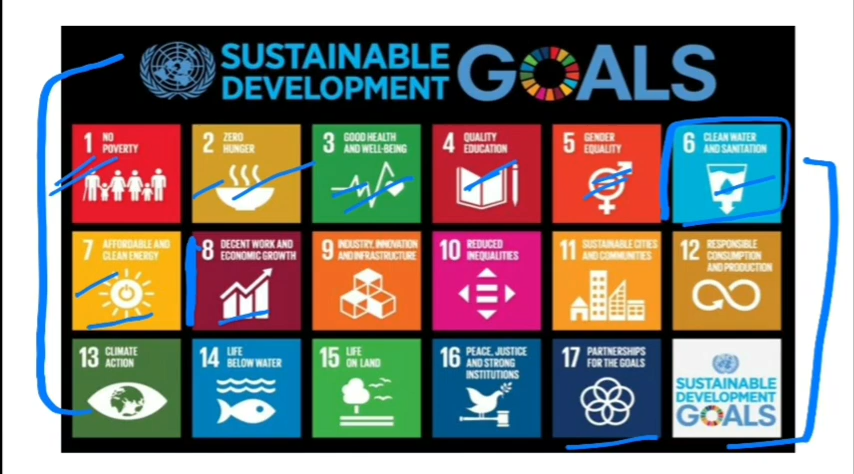 SUSTAINABLE
DEVELOPMENT
GOALS
1 NO
POVERTY
2 ZERO
HUNGER
3 GOOD HEALTH
AND WELL-BEING
4 QUALITY
EDUCATION
5 GENDER
EQUALITY
6 CLEAN WATER
AND SANITATION
7 AFFORDABLE AND
CLEAN ENERGY
8 DECENT WORK AND
ECONOMIC GROWTH
9 INDUSTRY, INNOVATION
AND INFRASTRUCTURE
10 REDUCED
INEQUALITIES
11 SUSTAINABLE CITIES
AND COMMUNITIES
12 RESPONSIBLE
CONSUMPTION
AND PRODUCTION
13 CLIMATE
ACTION
14 LIFE
BELOW WATER
15 LIFE
ON LAND
16 PEACE, JUSTICE
AND STRONG
INSTITUTIONS
17 PARTNERSHIPS
FOR THE GOALS
SUSTAINABLE
DEVELOPMENT
GOALS